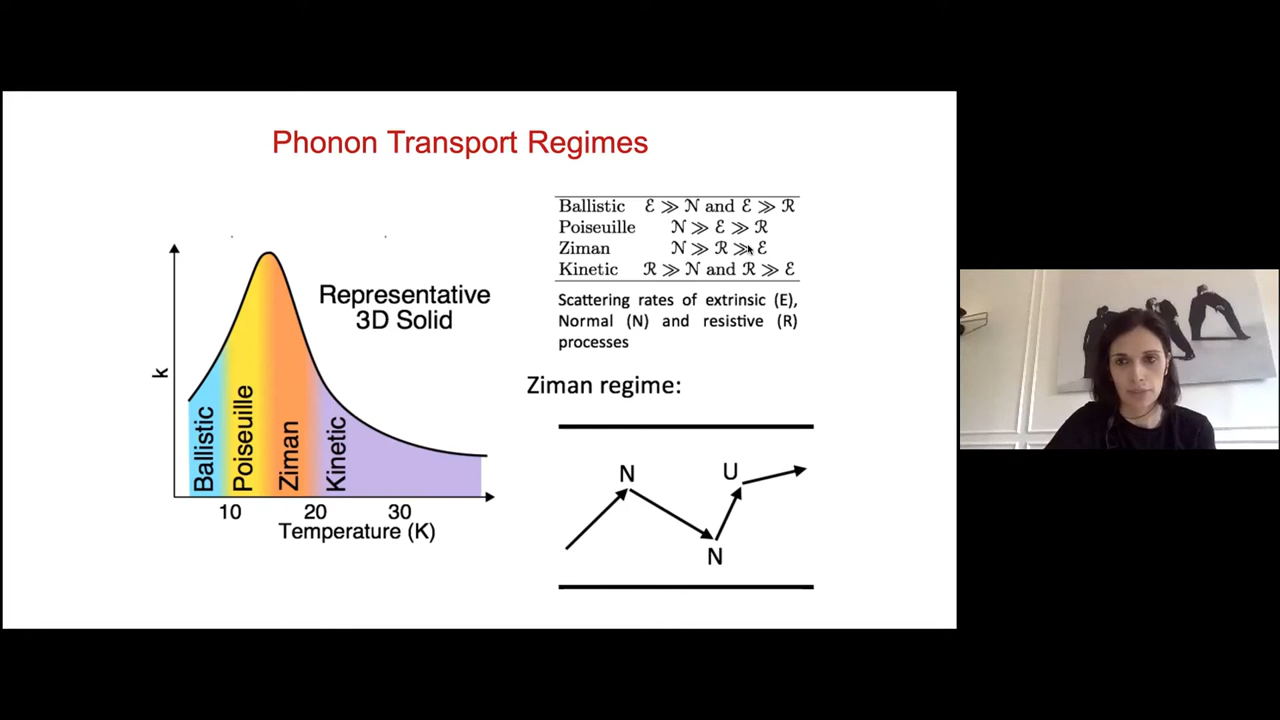 Phonon Transport Regimes
k
Representative
3D Solid
Ballistic
Poiseuille
Ziman
Kinetic
10 20 30
Temperature (K)
Ballistic ℰ ≫ 𝒩 and ℰ ≫ ℛ
Poiseuille 𝒩 ≫ ℰ ≫ ℛ
Ziman 𝒩 ≫ ℛ ≫ ℰ
Kinetic ℛ ≫ 𝒩 and ℛ ≫ ℰ
Scattering rates of extrinsic (E),
Normal (N) and resistive (R)
processes
Ziman regime:
N U
N